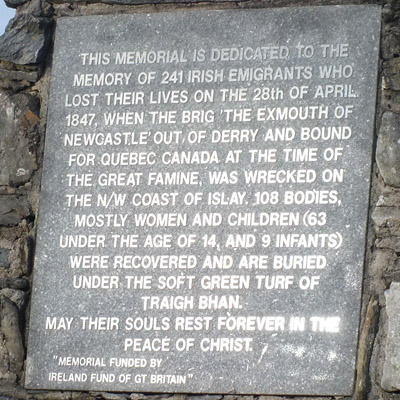 THIS MEMORIAL IS DEDICATED TO THE
MEMORY OF 241 IRISH EMIGRANTS WHO
LOST THEIR LIVES ON THE 28th OF APRIL
1847, WHEN THE BRIG 'THE EXMOUTH OF
NEWCASTLE' OUT OF DERRY AND BOUND
FOR QUEBEC CANADA AT THE TIME OF
THE GREAT FAMINE, WAS WRECKED ON
THE N/W COAST OF ISLAY. 108 BODIES,
MOSTLY WOMEN AND CHILDREN (63
UNDER THE AGE OF 14, AND 9 INFANTS)
WERE RECOVERED AND ARE BURIED
UNDER THE SOFT GREEN TURF OF
TRAIGH BHAN.
MAY THEIR SOULS REST FOREVER IN THE
PEACE OF CHRIST.
"MEMORIAL FUNDED BY
IRELAND FUND OF GT BRITAIN"